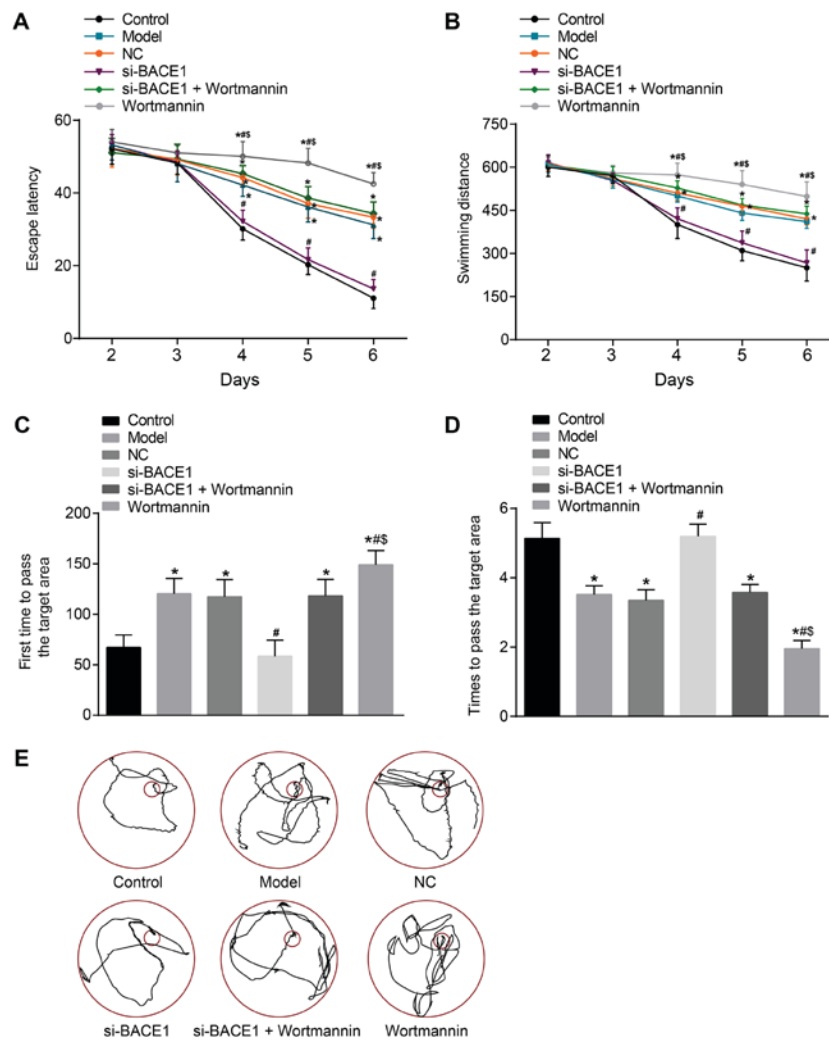 A
Control
Model
NC
si-BACE1
si-BACE1 + Wortmannin
Wortmannin
Escape latency
60
40
20
0
*#$
*#$
*#$
*
*
*
*
*
*
*
*
*
#
#
#
2 3 4 5 6
Days
B
Control
Model
NC
si-BACE1
si-BACE1 + Wortmannin
Wortmannin
Swimming distance
750
600
450
300
0
*#$
*#$
*#$
*
*
*
*
*
*
*
#
#
#
2 3 4 5 6
Days
C
Control
Model
NC
si-BACE1
si-BACE1 + Wortmannin
Wortmannin
First time to pass
the target area
200
150
100
50
0
* * # * *#$
D
Control
Model
NC
si-BACE1
si-BACE1 + Wortmannin
Wortmannin
Times to pass the target area
6
4
2
0
* * # * *#$
E
Control Model NC
si-BACE1 si-BACE1 + Wortmannin Wortmannin